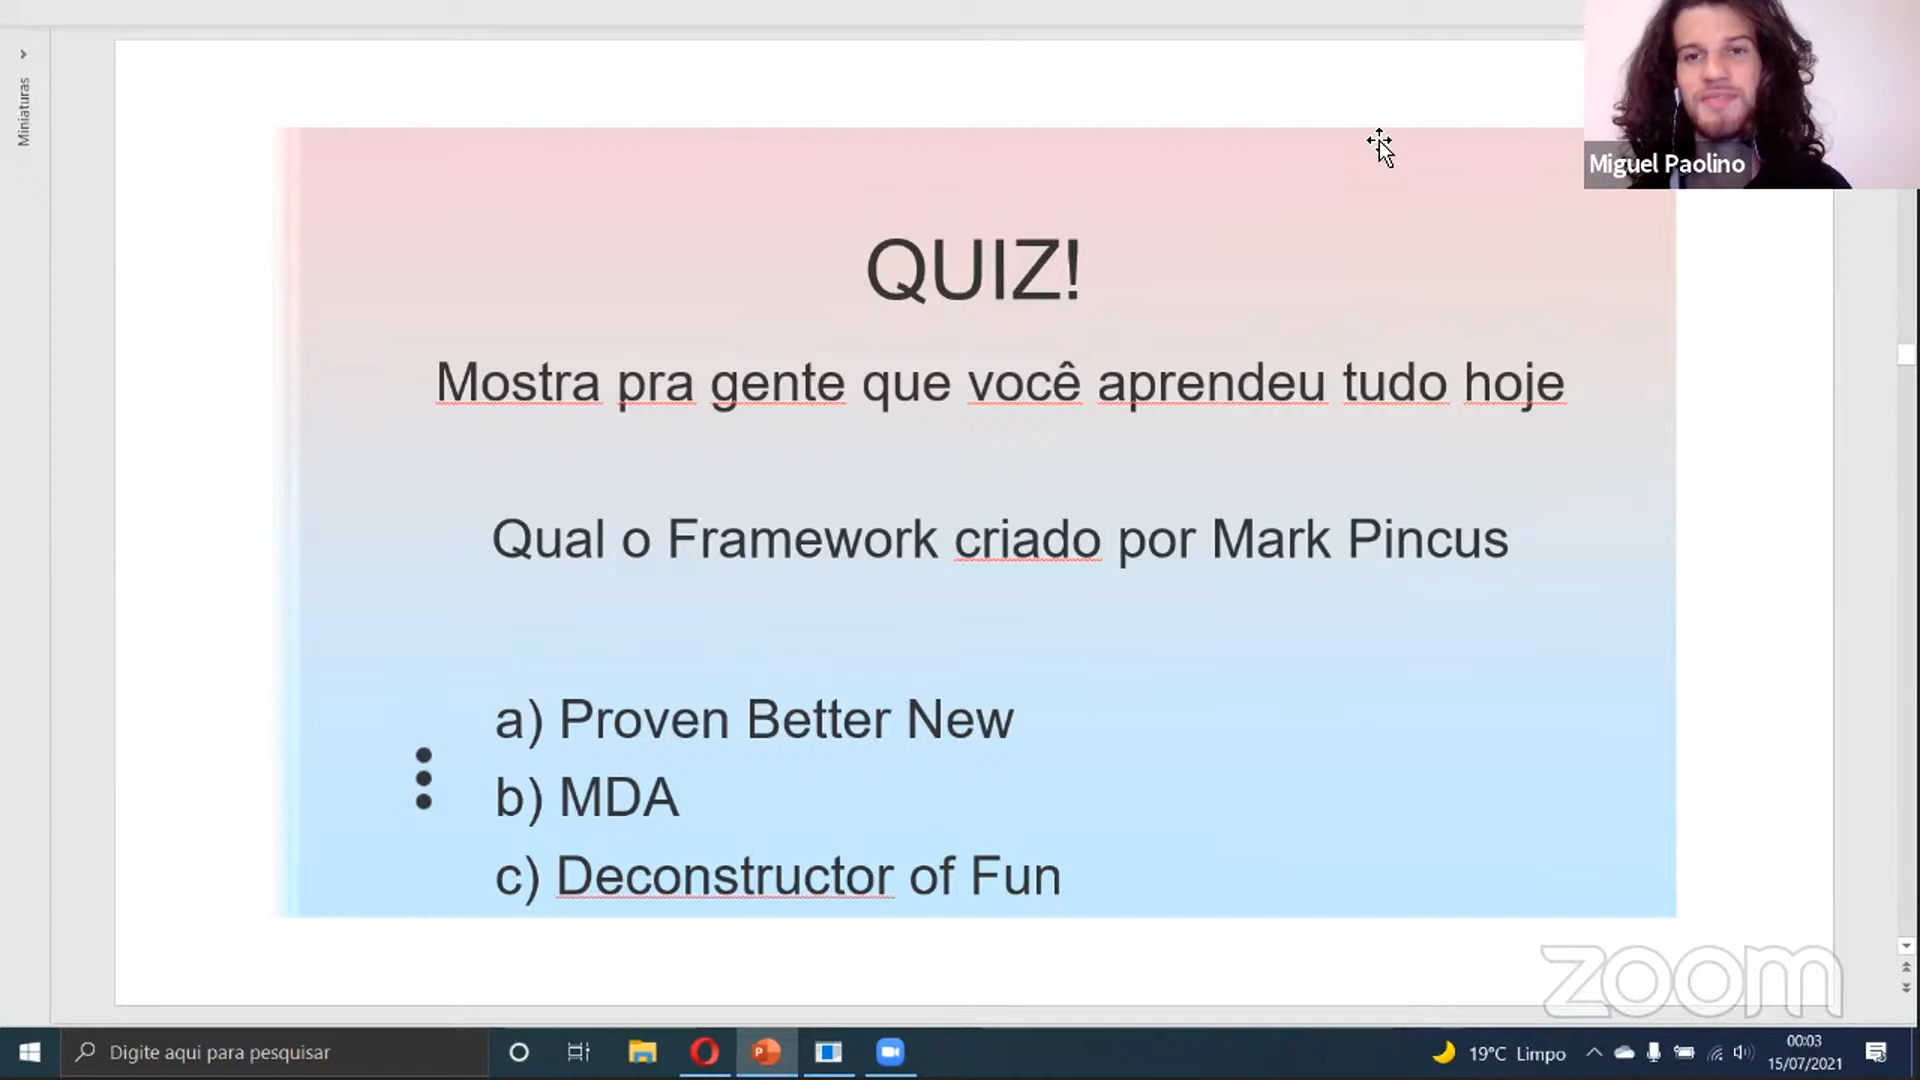 Miniaturas
Miguel Paolino
QUIZ!
Mostra pra gente que você aprendeu tudo hoje
Qual o Framework criado por Mark Pincus
a) Proven Better New
b) MDA
c) Deconstructor of Fun
zoom
Digite aqui para pesquisar
19°C Limpo
00:03
15/07/2021